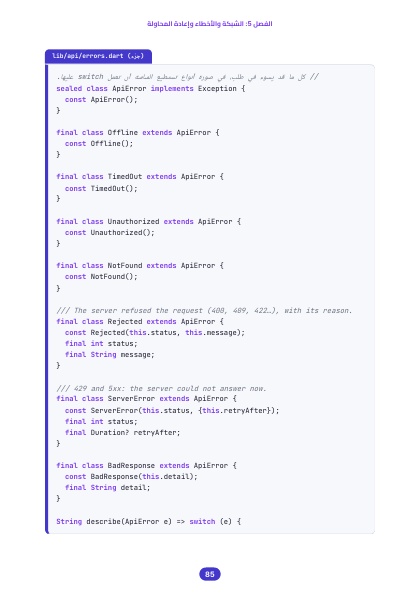 الفصل 5: الشبكة والأخطاء وإعادة المحاولة
lib/api/errors.dart (جزء)
// كل ما قد يسوء في طلب، في صورة أنواع تستطيع الشاشة أن تعمل switch عليها.
sealed class ApiError implements Exception {
  const ApiError();
}
final class Offline extends ApiError {
  const Offline();
}
final class TimedOut extends ApiError {
  const TimedOut();
}
final class Unauthorized extends ApiError {
  const Unauthorized();
}
final class NotFound extends ApiError {
  const NotFound();
}
/// The server refused the request (400, 409, 422…), with its reason.
final class Rejected extends ApiError {
  const Rejected(this.status, this.message);
  final int status;
  final String message;
}
/// 429 and 5xx: the server could not answer now.
final class ServerError extends ApiError {
  const ServerError(this.status, {this.retryAfter});
  final int status;
  final Duration? retryAfter;
}
final class BadResponse extends ApiError {
  const BadResponse(this.detail);
  final String detail;
}
String describe(ApiError e) => switch (e) {
85